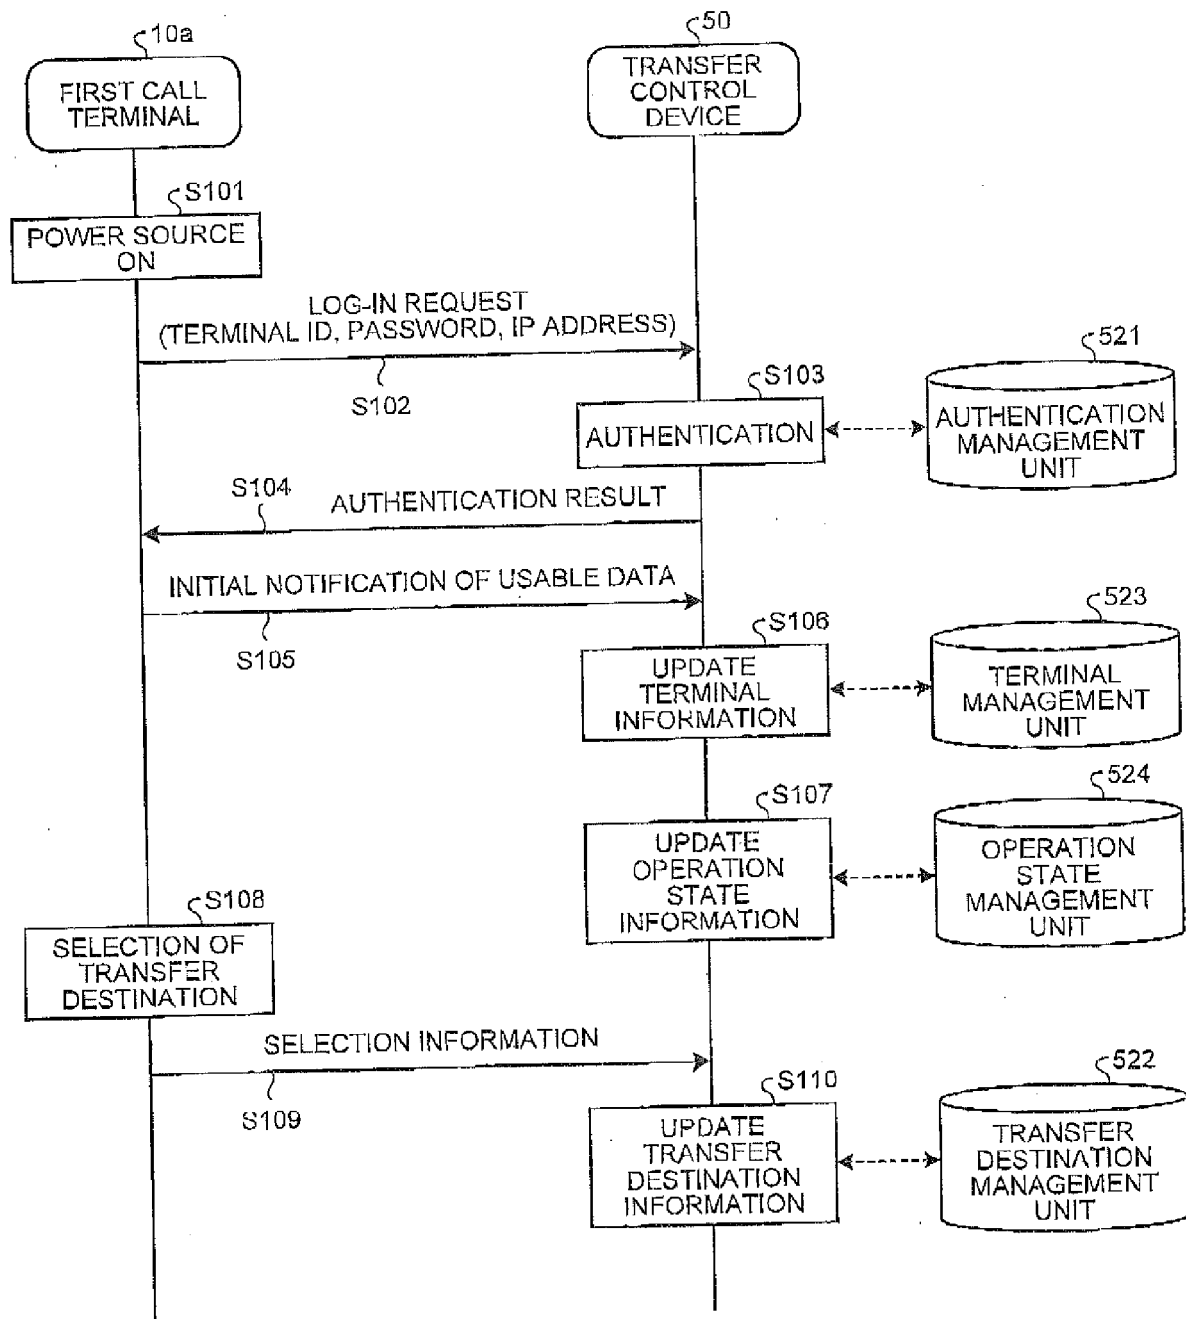 10a
50
FIRST CALL
TERMINAL
TRANSFER
CONTROL
DEVICE
S101
POWER SOURCE
ON
LOG-IN REQUEST
(TERMINAL ID, PASSWORD, IP ADDRESS)
S102
S103
AUTHENTICATION
521
AUTHENTICATION
MANAGEMENT
UNIT
S104
AUTHENTICATION RESULT
INITIAL NOTIFICATION OF USABLE DATA
S105
S106
UPDATE
TERMINAL
INFORMATION
523
TERMINAL
MANAGEMENT
UNIT
S107
UPDATE
OPERATION
STATE
INFORMATION
524
OPERATION
STATE
MANAGEMENT
UNIT
S108
SELECTION OF
TRANSFER
DESTINATION
SELECTION INFORMATION
S109
S110
UPDATE
TRANSFER
DESTINATION
INFORMATION
522
TRANSFER
DESTINATION
MANAGEMENT
UNIT